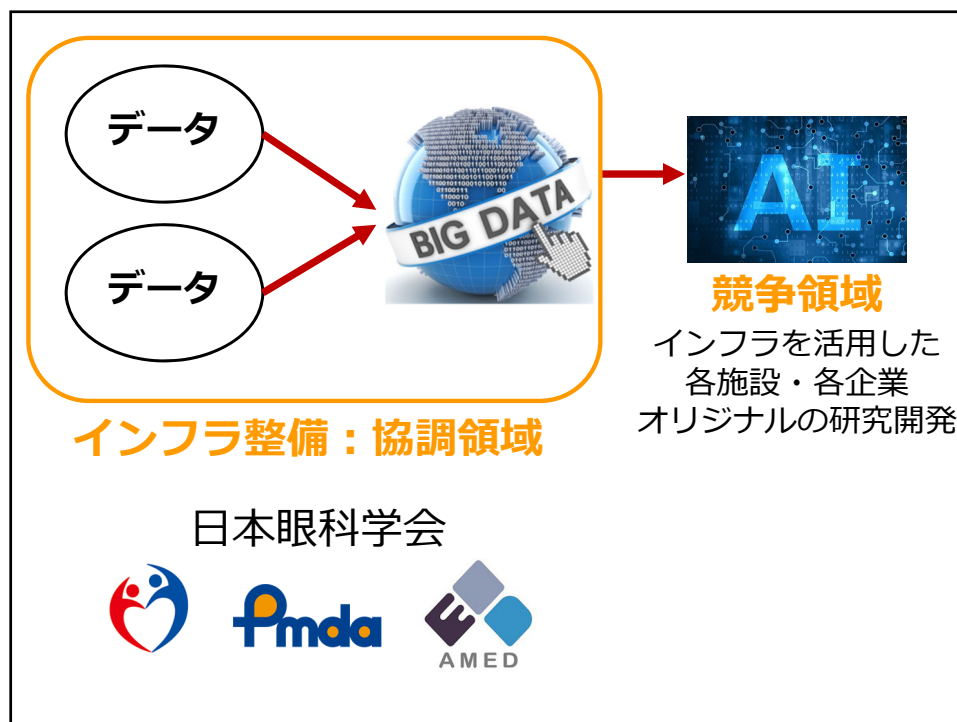 データ
データ
BIG DATA
AI
競争領域
インフラを活用した
各施設・各企業
オリジナルの研究開発
インフラ整備：協調領域
日本眼科学会
Pmda
AMED